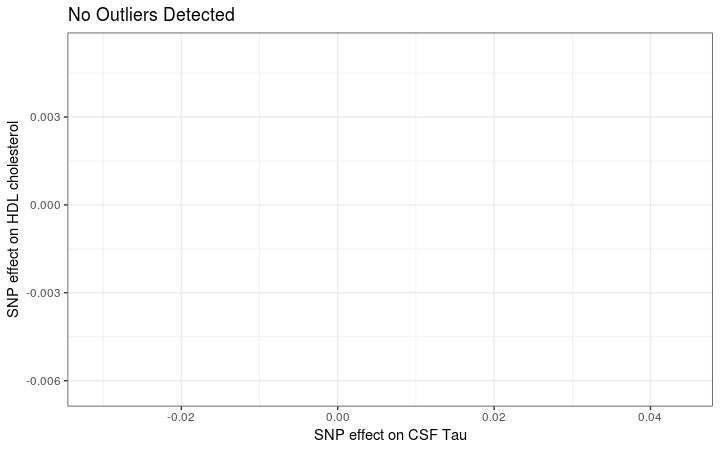 No Outliers Detected
SNP effect on HDL cholesterol
0.003
0.000
-0.003
-0.006
-0.02 0.00 0.02 0.04
SNP effect on CSF Tau